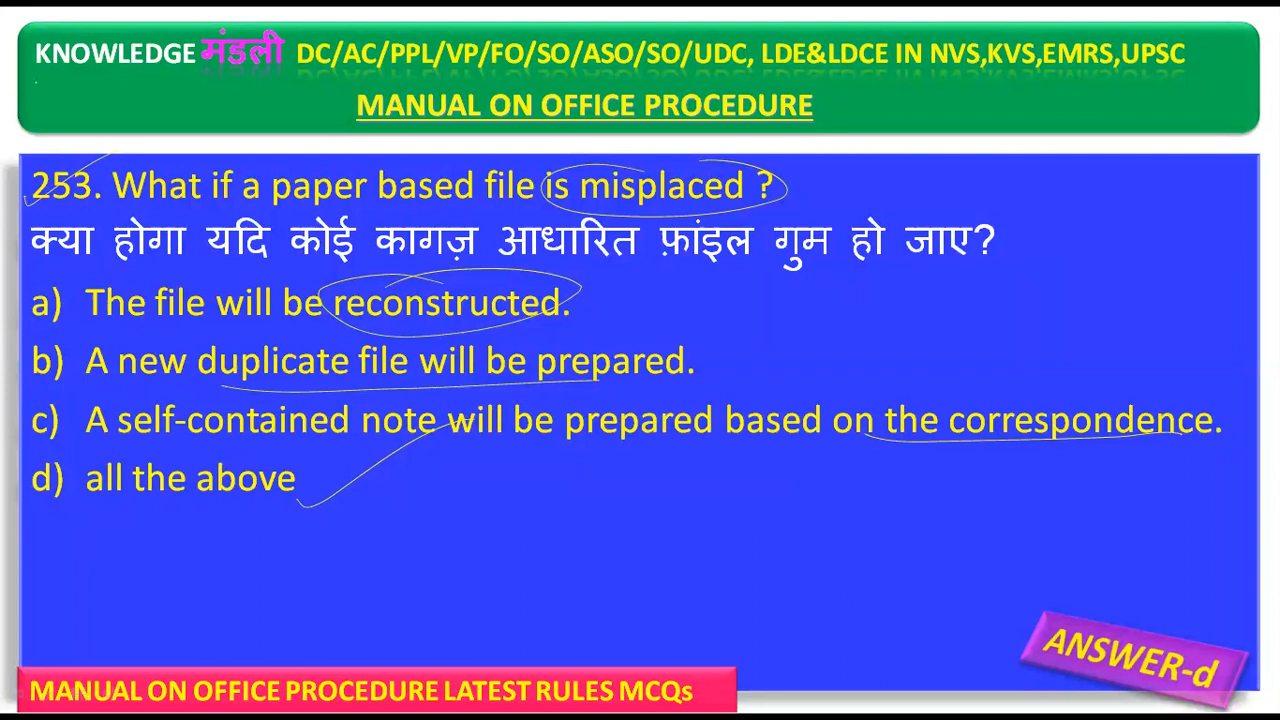 KNOWLEDGE मंडली DC/AC/PPL/VP/FO/SO/ASO/SO/UDC, LDE&LDCE IN NVS,KVS,EMRS,UPSC
MANUAL ON OFFICE PROCEDURE
253. What if a paper based file is misplaced ?
क्या होगा यदि कोई कागज़ आधारित फ़ांइल गुम हो जाए?
a) The file will be reconstructed.
b) A new duplicate file will be prepared.
c) A self-contained note will be prepared based on the correspondence.
d) all the above
ANSWER-d
MANUAL ON OFFICE PROCEDURE LATEST RULES MCQs